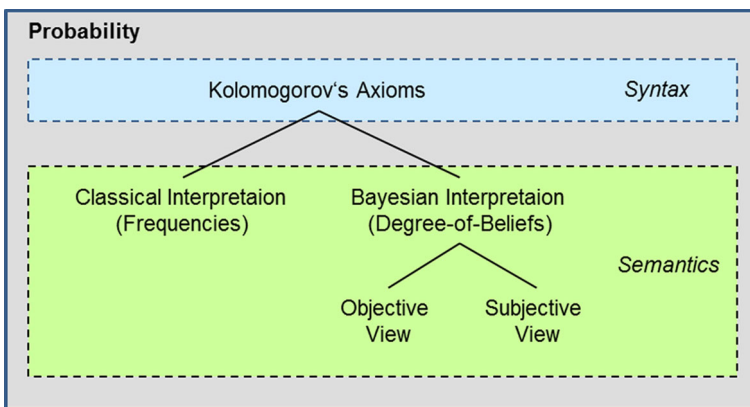 Probability
Kolomogorov‘s Axioms
Syntax
Classical Interpretaion
(Frequencies)
Bayesian Interpretaion
(Degree-of-Beliefs)
Semantics
Objective
View
Subjective
View